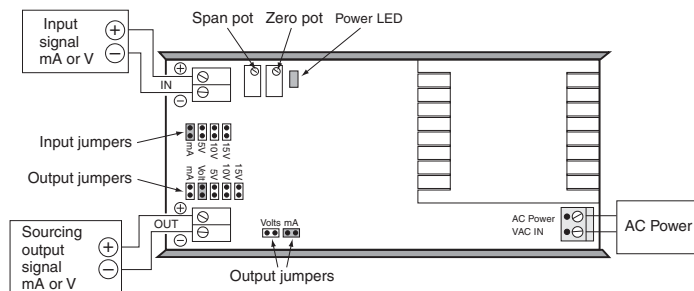 Input
signal
mA or V
+
−
Span pot
Zero pot
Power LED
+
IN
−
Input jumpers
mA
5V
10V
15V
Output jumpers
mA
Volt
5V
10V
15V
+
OUT
−
Sourcing
output
signal
mA or V
+
−
Volts mA
Output jumpers
AC Power
VAC IN
AC Power